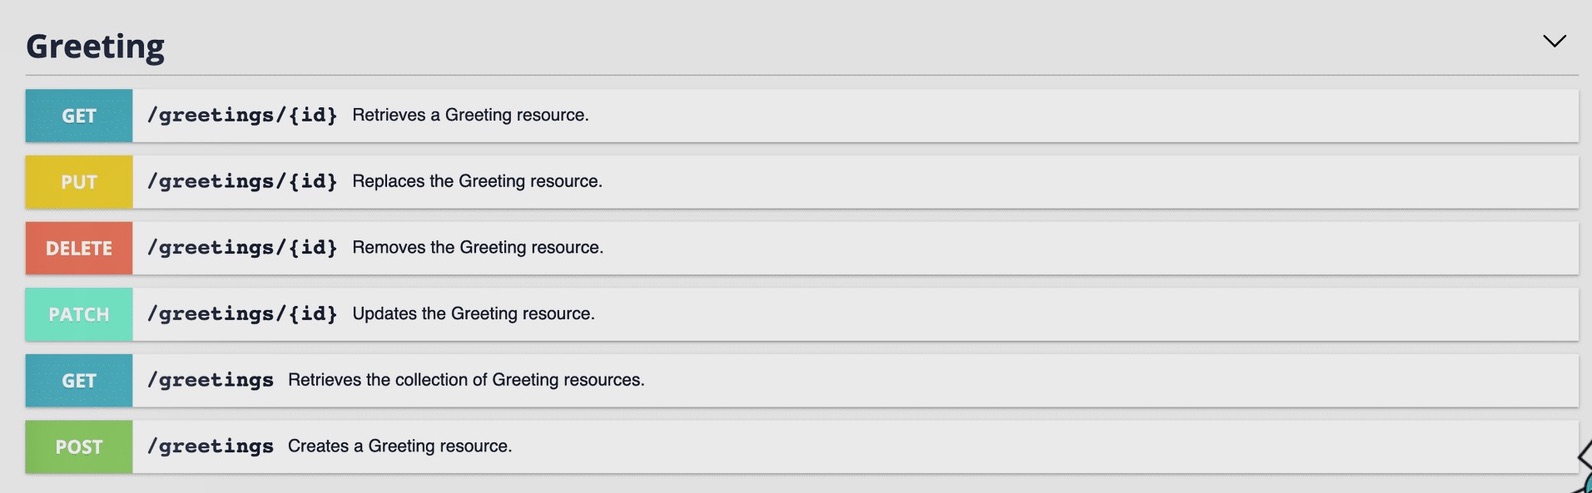 Greeting
GET /greetings/{id} Retrieves a Greeting resource.
PUT /greetings/{id} Replaces the Greeting resource.
DELETE /greetings/{id} Removes the Greeting resource.
PATCH /greetings/{id} Updates the Greeting resource.
GET /greetings Retrieves the collection of Greeting resources.
POST /greetings Creates a Greeting resource.